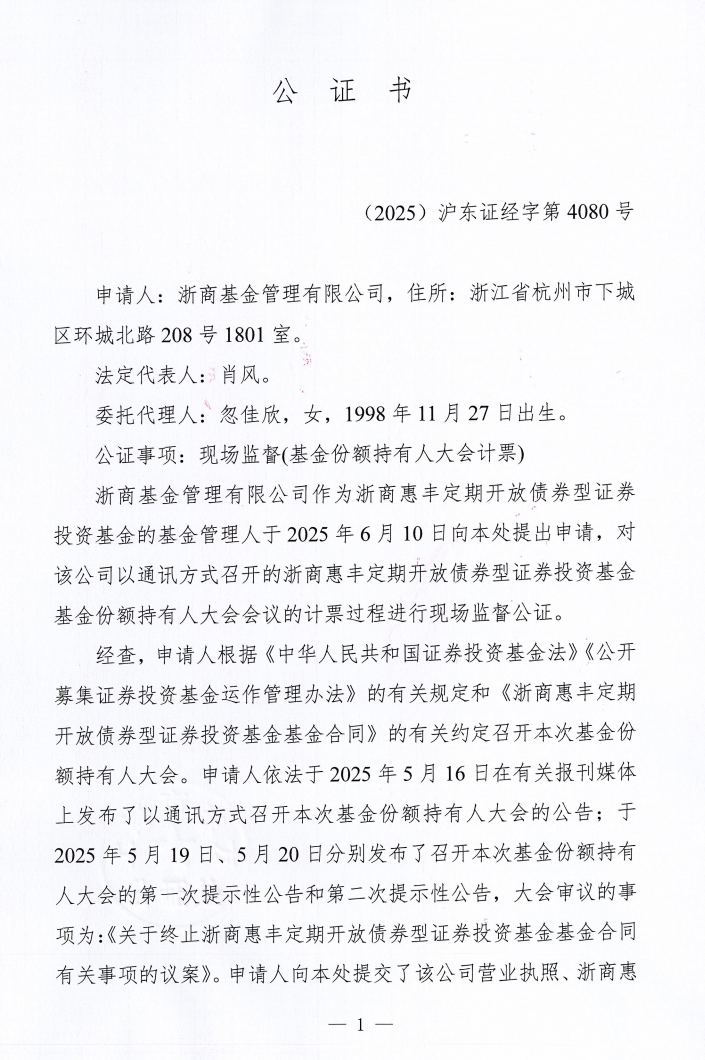 公 证 书
（2025）沪东证经字第 4080 号
申请人：浙商基金管理有限公司，住所：浙江省杭州市下城
区环城北路 208 号 1801 室。
法定代表人：肖风。
委托代理人：忽佳欣，女，1998 年 11 月 27 日出生。
公证事项：现场监督(基金份额持有人大会计票)
浙商基金管理有限公司作为浙商惠丰定期开放债券型证券
投资基金的基金管理人于 2025 年 6 月 10 日向本处提出申请，对
该公司以通讯方式召开的浙商惠丰定期开放债券型证券投资基金
基金份额持有人大会会议的计票过程进行现场监督公证。
经查，申请人根据《中华人民共和国证券投资基金法》《公开
募集证券投资基金运作管理办法》的有关规定和《浙商惠丰定期
开放债券型证券投资基金基金合同》的有关约定召开本次基金份
额持有人大会。申请人依法于 2025 年 5 月 16 日在有关报刊媒体
上发布了以通讯方式召开本次基金份额持有人大会的公告；于
2025 年 5 月 19 日、5 月 20 日分别发布了召开本次基金份额持有
人大会的第一次提示性公告和第二次提示性公告，大会审议的事
项为：《关于终止浙商惠丰定期开放债券型证券投资基金基金合同
有关事项的议案》。申请人向本处提交了该公司营业执照、浙商惠
— 1 —